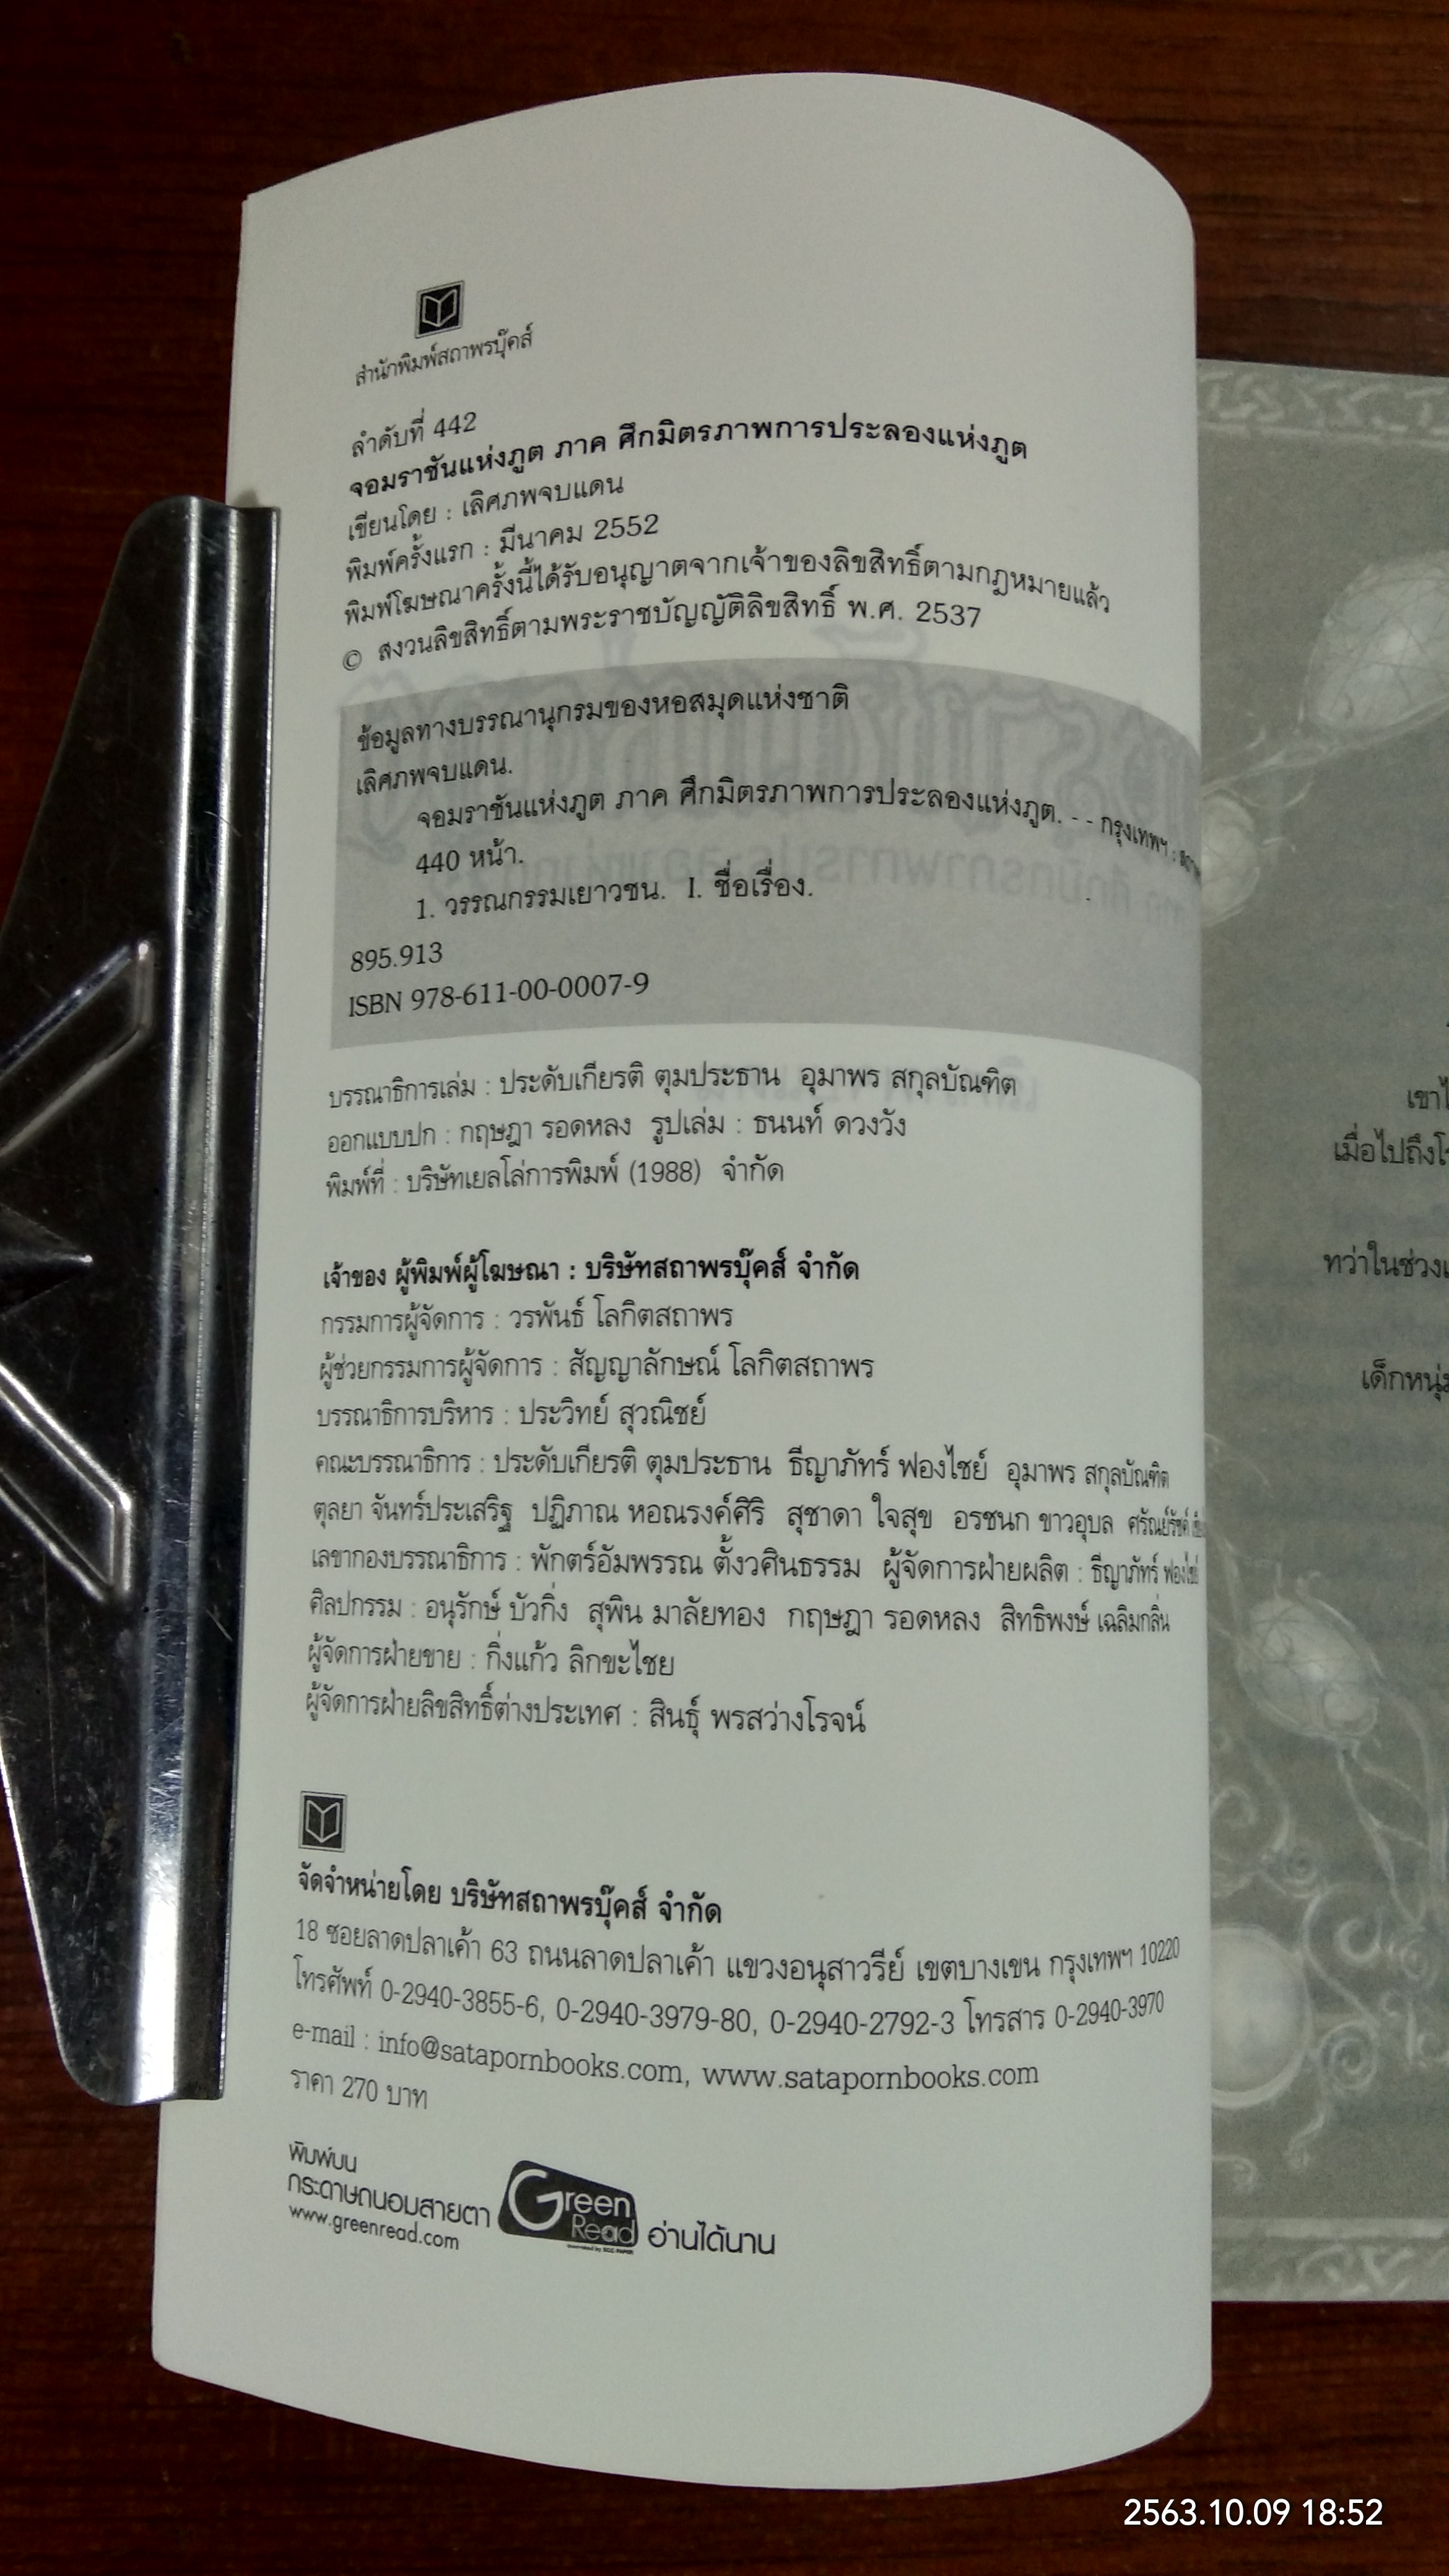 สำนักพิมพ์สถาพรบุ๊คส์
ลำดับที่ 442
จอมราชันแห่งภูต ภาค ศึกมิตรภาพการประลองแห่งภูต
เขียนโดย : เลิศภพจบแดน
พิมพ์ครั้งแรก : มีนาคม 2552
พิมพ์โฆษณาครั้งนี้ได้รับอนุญาตจากเจ้าของลิขสิทธิ์ตามกฎหมายแล้ว
© สงวนลิขสิทธิ์ตามพระราชบัญญัติลิขสิทธิ์ พ.ศ. 2537
ข้อมูลทางบรรณานุกรมของหอสมุดแห่งชาติ
เลิศภพจบแดน.
จอมราชันแห่งภูต ภาค ศึกมิตรภาพการประลองแห่งภูต. - - กรุงเทพฯ :
440 หน้า.
1. วรรณกรรมเยาวชน. I. ชื่อเรื่อง.
895.913
ISBN 978-611-00-0007-9
บรรณาธิการเล่ม : ประดับเกียรติ ตุมประธาน อุมาพร สกุลบัณฑิต
ออกแบบปก : กฤษฎา รอดหลง รูปเล่ม : ธนนท์ ดวงวัง
พิมพ์ที่ : บริษัทเยลโล่การพิมพ์ (1988) จำกัด
เจ้าของ ผู้พิมพ์ผู้โฆษณา : บริษัทสถาพรบุ๊คส์ จำกัด
กรรมการผู้จัดการ : วรพันธ์ โลกิตสถาพร
ผู้ช่วยกรรมการผู้จัดการ : สัญญาลักษณ์ โลกิตสถาพร
บรรณาธิการบริหาร : ประวิทย์ สุวณิชย์
คณะบรรณาธิการ : ประดับเกียรติ ตุมประธาน ธีญาภัทร์ ฟองไชย์ อุมาพร สกุลบัณฑิต
ตุลยา จันทร์ประเสริฐ ปฏิภาณ หอณรงค์ศิริ สุชาดา ใจสุข อรชนก ขาวอุบล
เลขากองบรรณาธิการ : พักตร์อัมพรรณ ตั้งวศินธรรม ผู้จัดการฝ่ายผลิต : ธีญาภัทร์ ฟองไชย์
ศิลปกรรม : อนุรักษ์ บัวกิ่ง สุพิน มาลัยทอง กฤษฎา รอดหลง สิทธิพงษ์ เฉลิมกลิ่น
ผู้จัดการฝ่ายขาย : กิ่งแก้ว ลิกขะไชย
ผู้จัดการฝ่ายลิขสิทธิ์ต่างประเทศ : สินธุ์ พรสว่างโรจน์
จัดจำหน่ายโดย บริษัทสถาพรบุ๊คส์ จำกัด
18 ซอยลาดปลาเค้า 63 ถนนลาดปลาเค้า แขวงอนุสาวรีย์ เขตบางเขน กรุงเทพฯ 10220
โทรศัพท์ 0-2940-3855-6, 0-2940-3979-80, 0-2940-2792-3 โทรสาร 0-2940-3970
e-mail : info@satapornbooks.com, www.satapornbooks.com
ราคา 270 บาท
พิมพ์บน
กระดาษถนอมสายตา Green Read อ่านได้นาน
www.greenread.com
เขาไ
เมื่อไปถึงโ
ทว่าในช่วง
เด็กหนุ่ม
2563.10.09 18:52